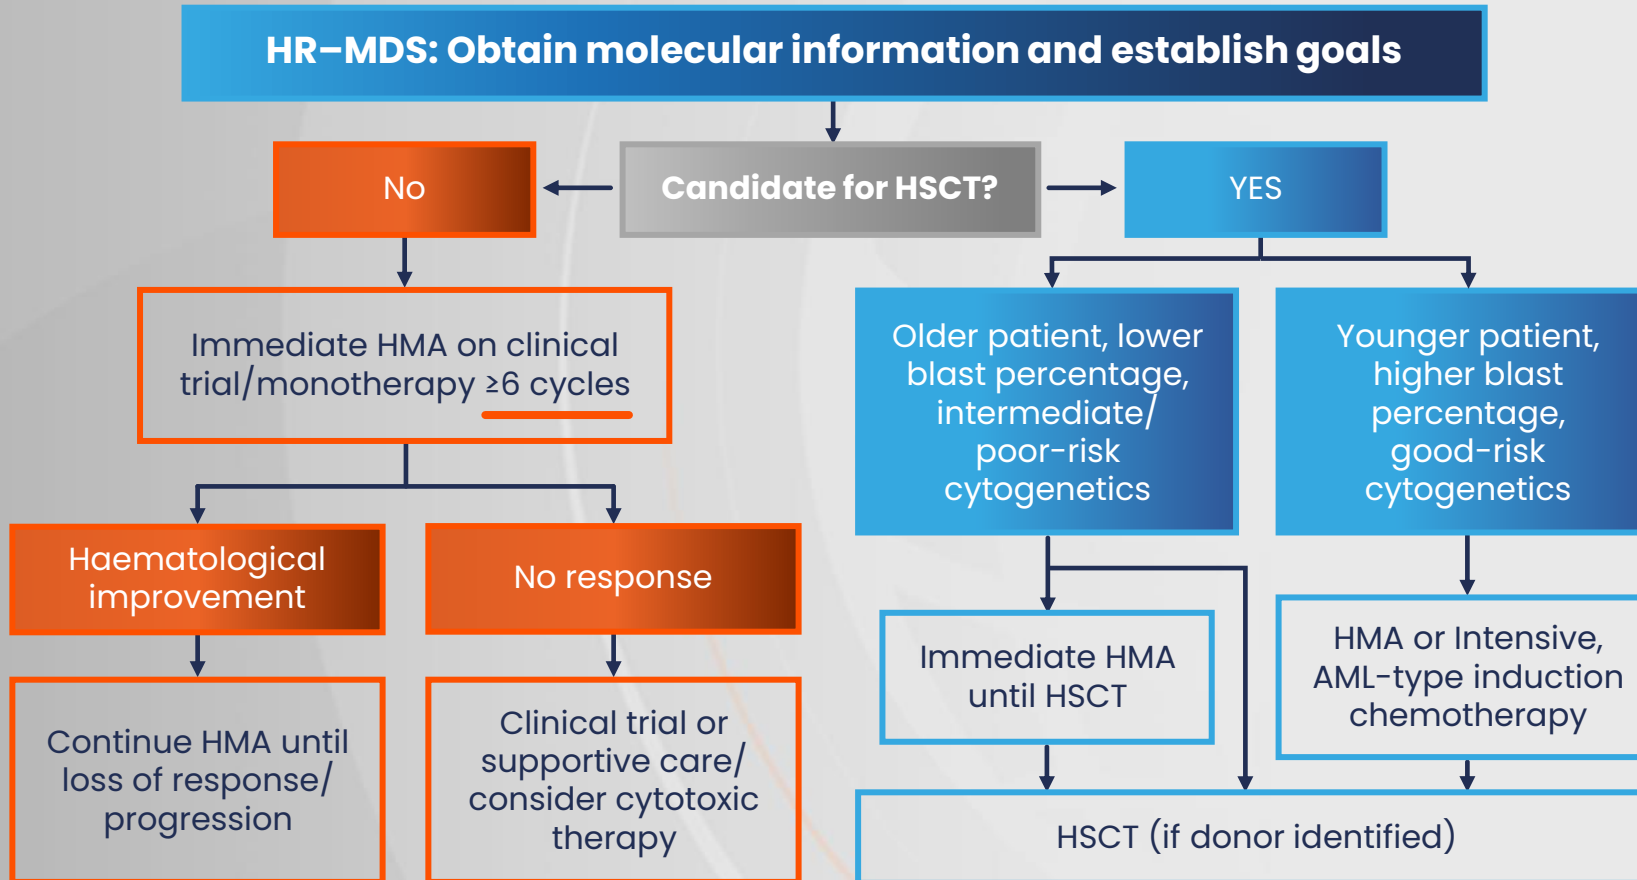 HR–MDS: Obtain molecular information and establish goals
No
Candidate for HSCT?
YES
Immediate HMA on clinical
trial/monotherapy ≥6 cycles
Older patient, lower
blast percentage,
intermediate/
poor-risk
cytogenetics
Younger patient,
higher blast
percentage,
good-risk
cytogenetics
Haematological
improvement
No response
Immediate HMA
until HSCT
HMA or Intensive,
AML-type induction
chemotherapy
Continue HMA until
loss of response/
progression
Clinical trial or
supportive care/
consider cytotoxic
therapy
HSCT (if donor identified)